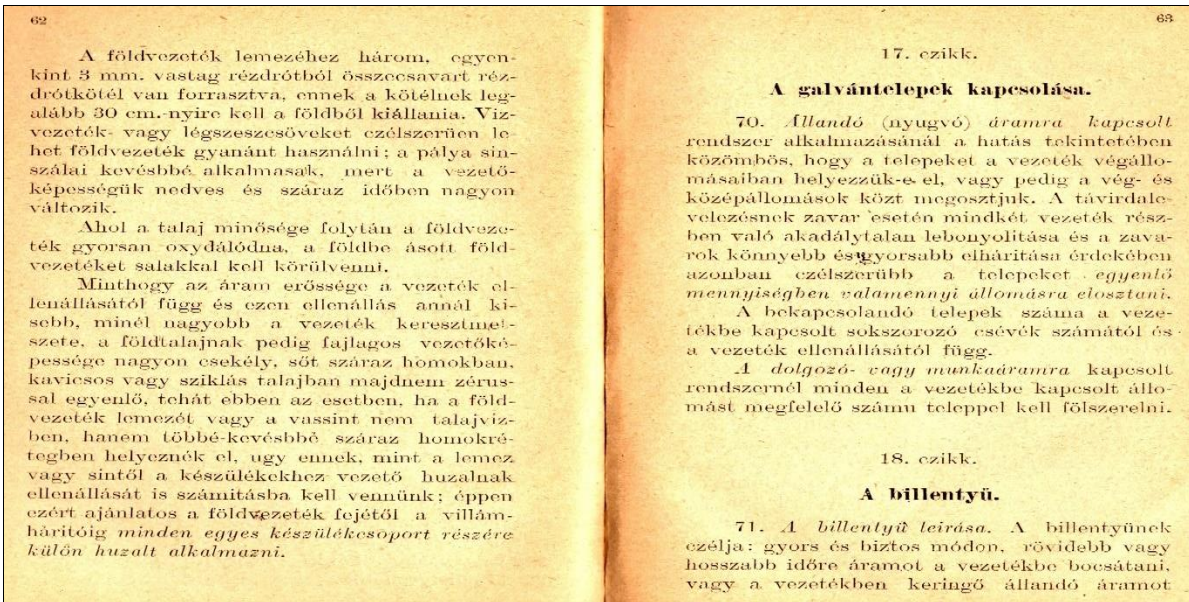 62
A földvezeték lemezéhez három, egyen-
kint 3 mm. vastag rézdrótból összecsavart réz-
drótkötél van forrasztva, ennek a kötélnek leg-
alább 30 cm.-nyire kell a földből kiállania. Viz-
vezeték- vagy légszeszcsöveket czélszerüen le-
het földvezeték gyanánt használni; a pálya sin-
szálai kevésbbé alkalmasak, mert a vezető-
képességük nedves és száraz időben nagyon
változik.
Ahol a talaj minősége folytán a földveze-
ték gyorsan oxydálódna, a földbe ásott föld-
vezetéket salakkal kell körülvenni.
Minthogy az áram erőssége a vezeték el-
lenállásától függ és ezen ellenállás annál ki-
sebb, minél nagyobb a vezeték keresztmet-
szete, a földtalajnak pedig fajlagos vezetőké-
pessége nagyon csekély, sőt száraz homokban,
kavicsos vagy sziklás talajban majdnem zérus-
sal egyenlő, tehát ebben az esetben, ha a föld-
vezeték lemezét vagy a vassint nem talajviz-
ben, hanem többé-kevésbbé száraz homokré-
tegben helyeznék el, ugy ennek, mint a lemez
vagy sintől a készülékekhez vezető huzalnak
ellenállását is számitásba kell vennünk; éppen
ezért ajánlatos a földvezeték fejétől a villám-
háritóig minden egyes készülékcsoport részére
külön huzalt alkalmazni.
63
17. czikk.
A galvántelepek kapcsolása.
70. Állandó (nyugvó) áramra kapcsolt
rendszer alkalmazásánál a hatás tekintetében
közömbös, hogy a telepeket a vezeték végállo-
másaiban helyezzük-e el, vagy pedig a vég- és
középállomások közt megosztjuk. A távirdale-
velezésnek zavar esetén mindkét vezeték rész-
ben való akadálytalan lebonyolitása és a zava-
rok könnyebb és gyorsabb elháritása érdekében
azonban czélszerübb a telepeket egyenlő
mennyiségben valamennyi állomásra elosztani.
A bekapcsolandó telepek száma a veze-
tékbe kapcsolt sokszorozó csévék számától és
a vezeték ellenállásától függ.
A dolgozó- vagy munkaáramra kapcsolt
rendszernél minden a vezetékbe kapcsolt állo-
mást megfelelő számu teleppel kell fölszerelni.
18. czikk.
A billentyü.
71. A billentyű leirása. A billentyünek
czélja: gyors és biztos módon, rövidebb vagy
hosszabb időre áramot a vezetékbe bocsátani,
vagy a vezetékben keringő állandó áramot